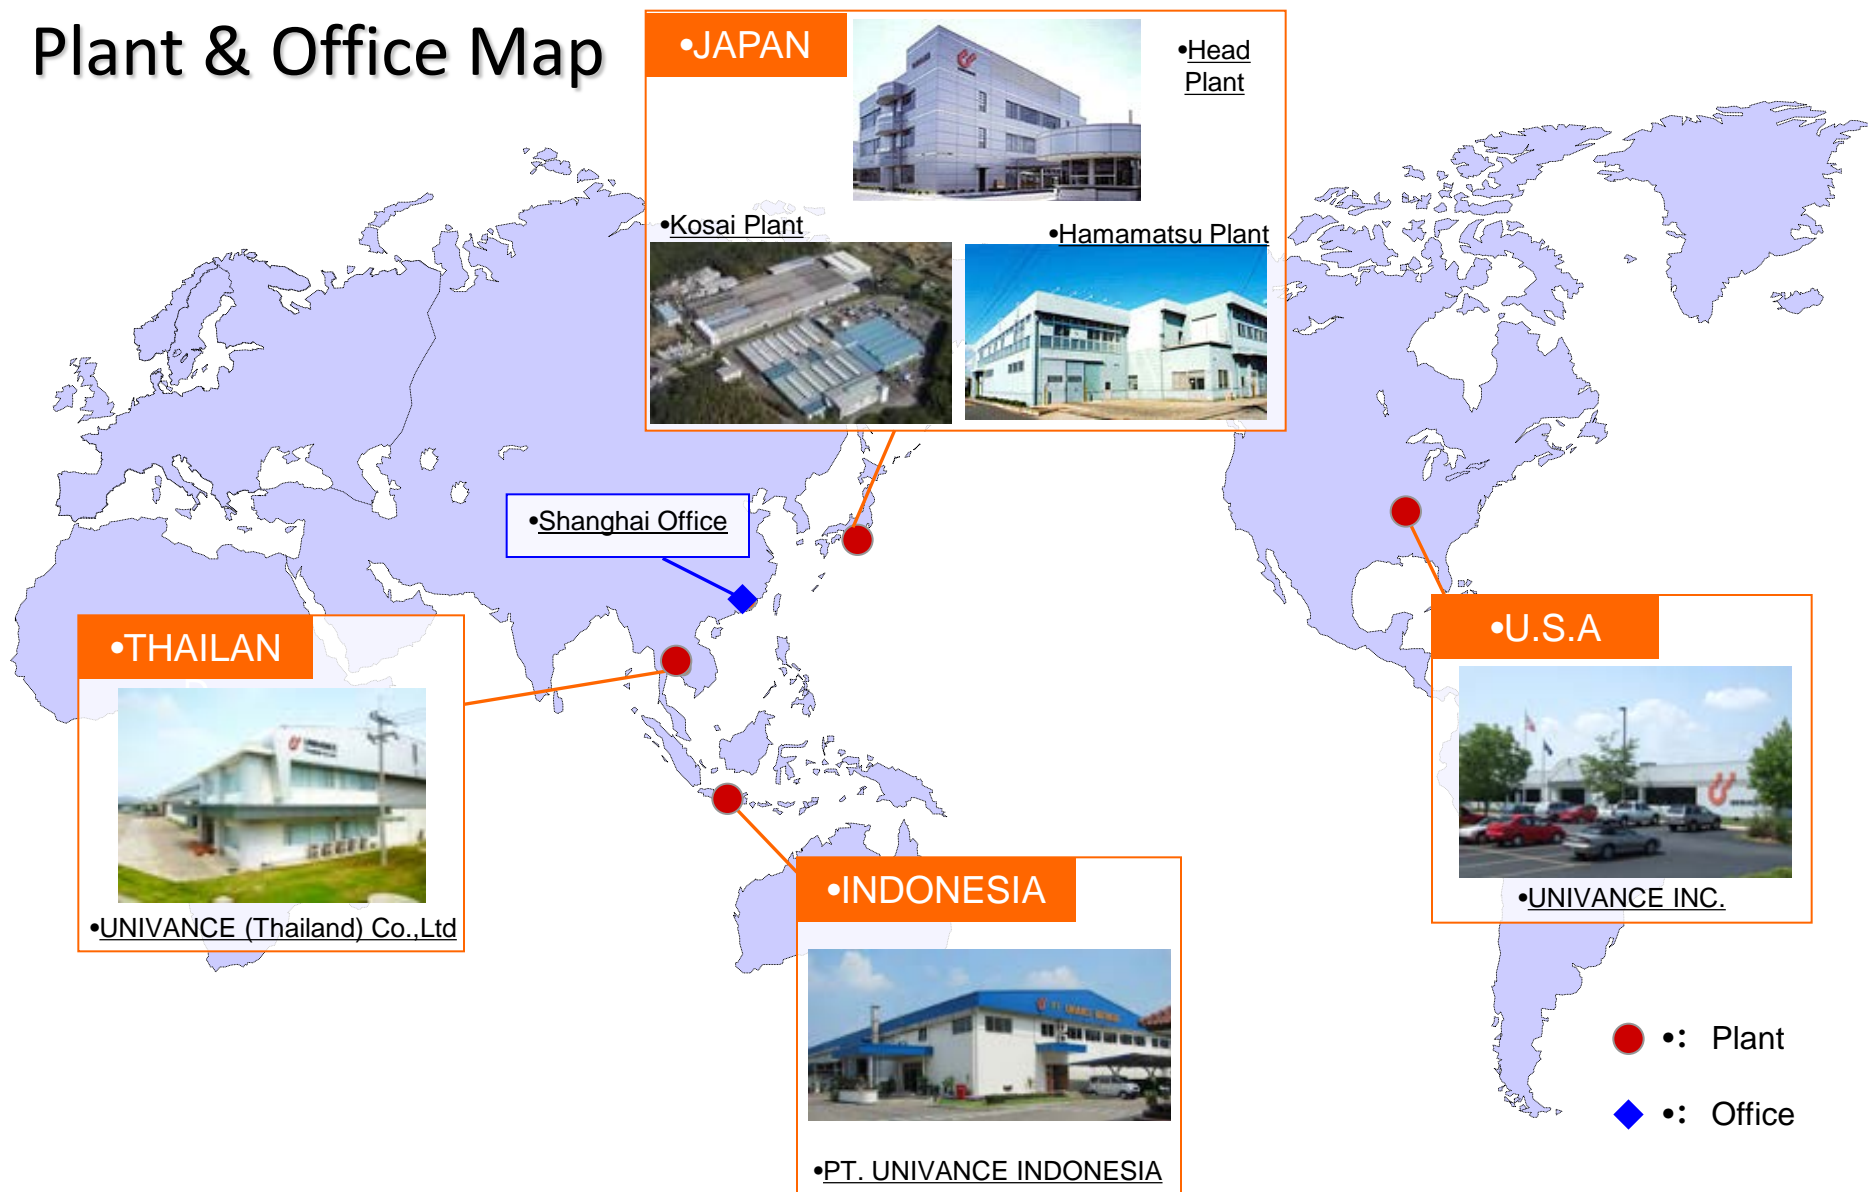 Plant & Office Map
•JAPAN
•Head
Plant
•Kosai Plant
•Hamamatsu Plant
•Shanghai Office
•THAILAN
•UNIVANCE (Thailand) Co.,Ltd
•INDONESIA
•PT. UNIVANCE INDONESIA
•U.S.A
•UNIVANCE INC.
•: Plant
•: Office